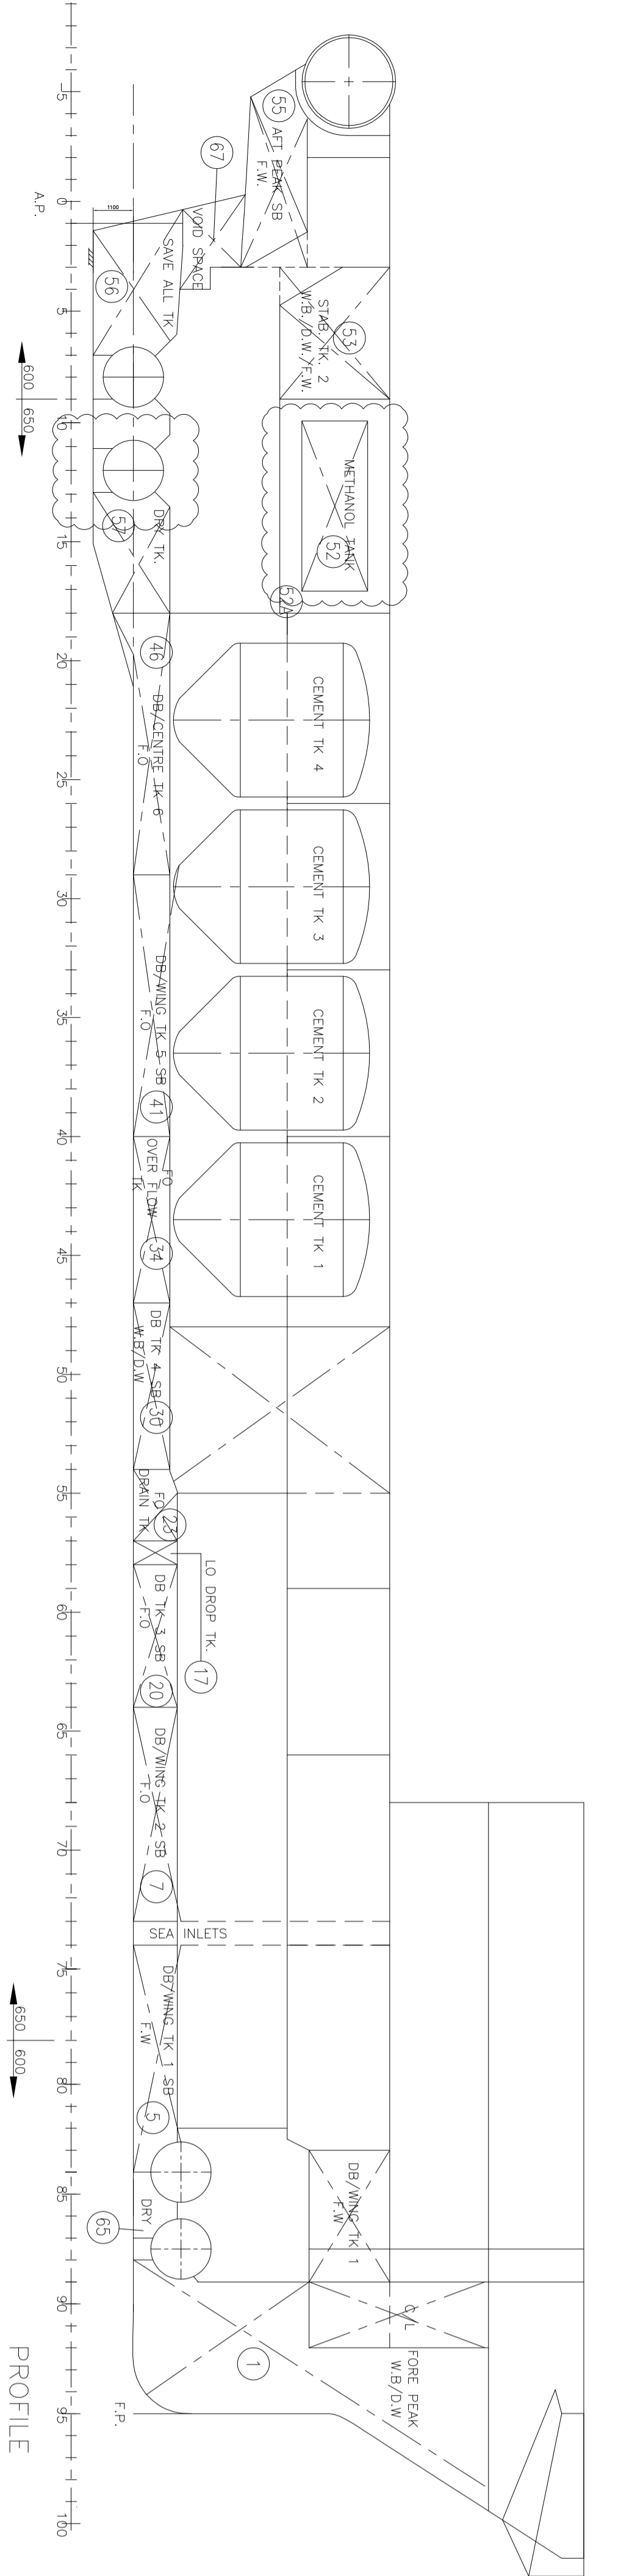 55
AFT PEAK SB
F.W.
67
VOID SPACE
SAVE ALL TK
56
STAB. TK. 2
W.B./D.W./F.W.
53
METHANOL TANK
52
52A
57
DRY TK.
46
DB/CENTRE TK 6
F.O
CEMENT TK 4
CEMENT TK 3
CEMENT TK 2
CEMENT TK 1
DB/WING TK 5 SB
F.O
41
FO
OVER FLOW
TK
34
DB TK 4 SB
W.B/D.W
30
FO
DRAIN TK
23
LO DROP TK.
17
DB TK 3 SB
F.O
20
DB/WING TK 2 SB
F.O
7
SEA INLETS
DB/WING TK 1 SB
F.W
5
DRY
65
DB/WING TK 1
F.W
C/L
FORE PEAK
W.B/D.W
1
1100
A.P.
F.P.
-5
0
5
10
15
20
25
30
35
40
45
50
55
60
65
70
75
80
85
90
95
100
600
650
650
600
PROFILE